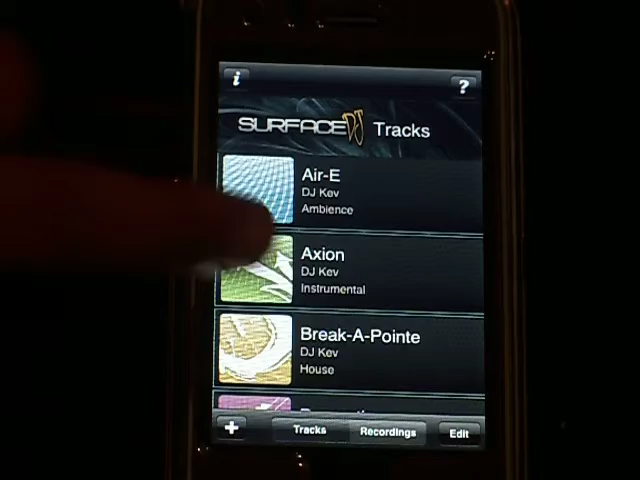 i
?
SURFACE DJ Tracks
Air-E
DJ Kev
Ambience
Axion
DJ Kev
Instrumental
Break-A-Pointe
DJ Kev
House
+ Tracks Recordings Edit